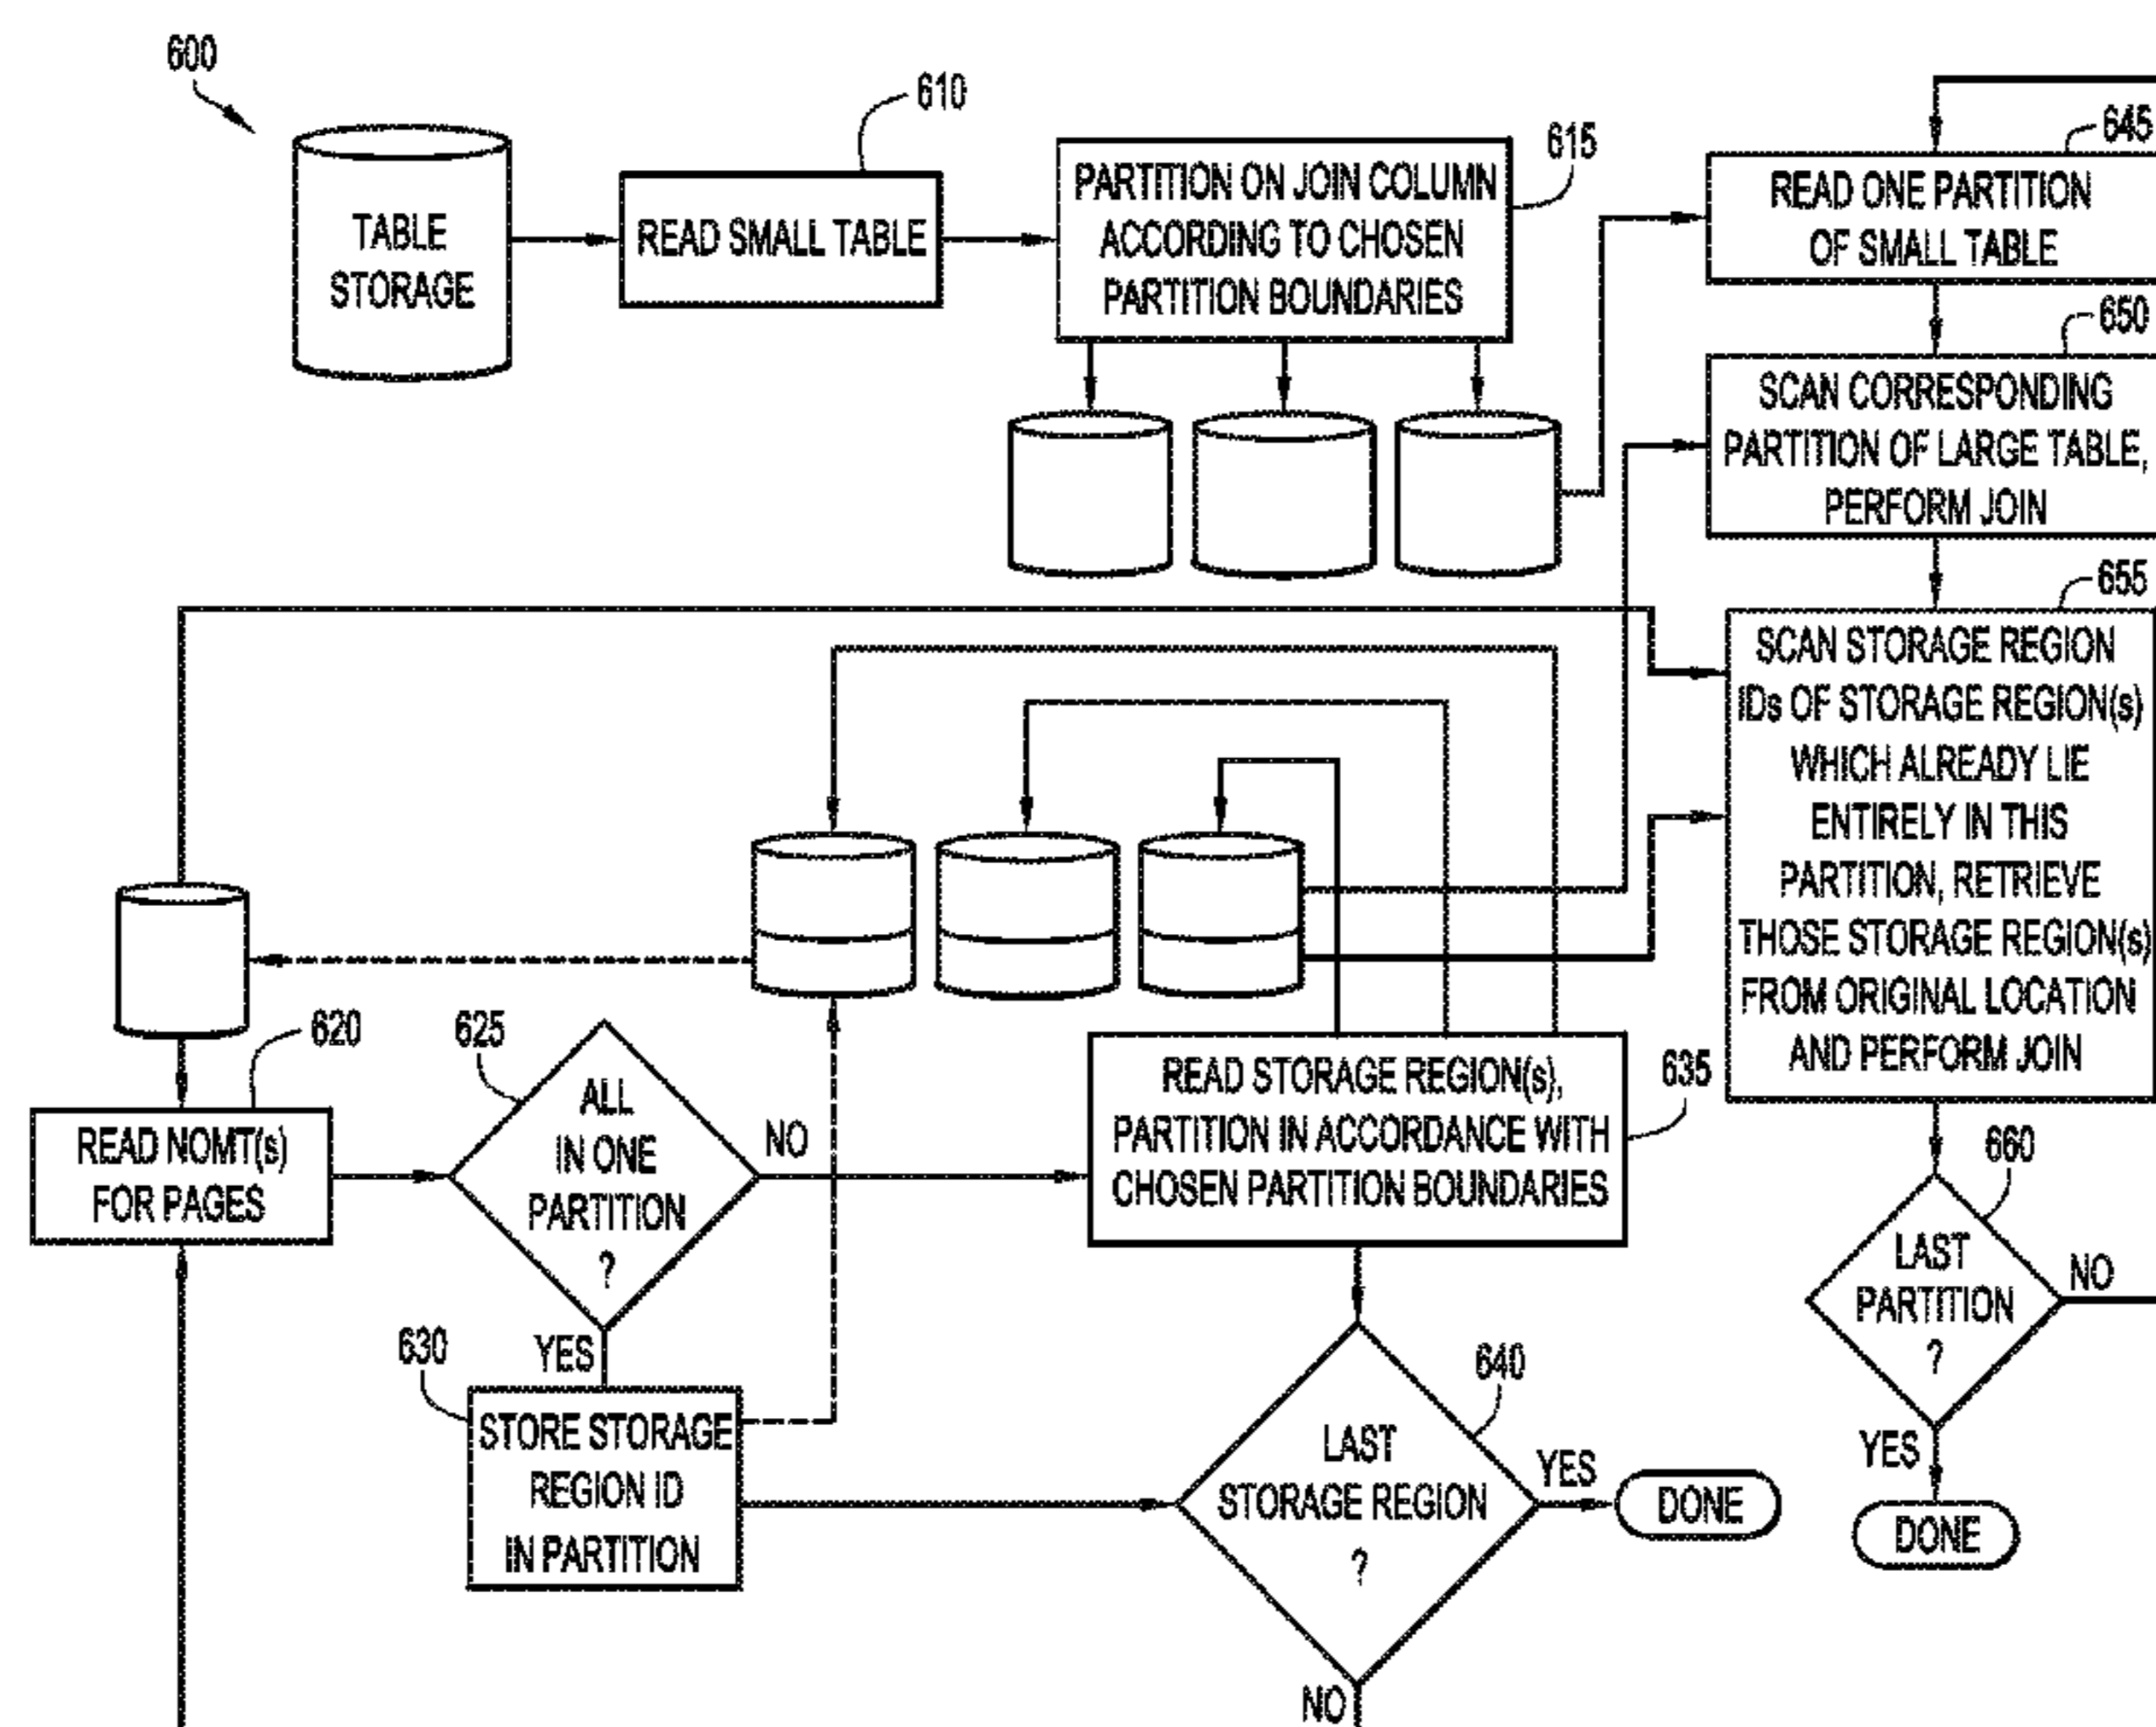 600
TABLE
STORAGE
610
READ SMALL TABLE
615
PARTITION ON JOIN COLUMN
ACCORDING TO CHOSEN
PARTITION BOUNDARIES
645
READ ONE PARTITION
OF SMALL TABLE
650
SCAN CORRESPONDING
PARTITION OF LARGE TABLE,
PERFORM JOIN
655
SCAN STORAGE REGION
IDs OF STORAGE REGION(s)
WHICH ALREADY LIE
ENTIRELY IN THIS
PARTITION, RETRIEVE
THOSE STORAGE REGION(s)
FROM ORIGINAL LOCATION
AND PERFORM JOIN
620
READ NOMT(s)
FOR PAGES
625
ALL
IN ONE
PARTITION
?
NO
YES
630
STORE STORAGE
REGION ID
IN PARTITION
635
READ STORAGE REGION(s),
PARTITION IN ACCORDANCE WITH
CHOSEN PARTITION BOUNDARIES
640
LAST
STORAGE REGION
?
YES
DONE
NO
660
LAST
PARTITION
?
NO
YES
DONE